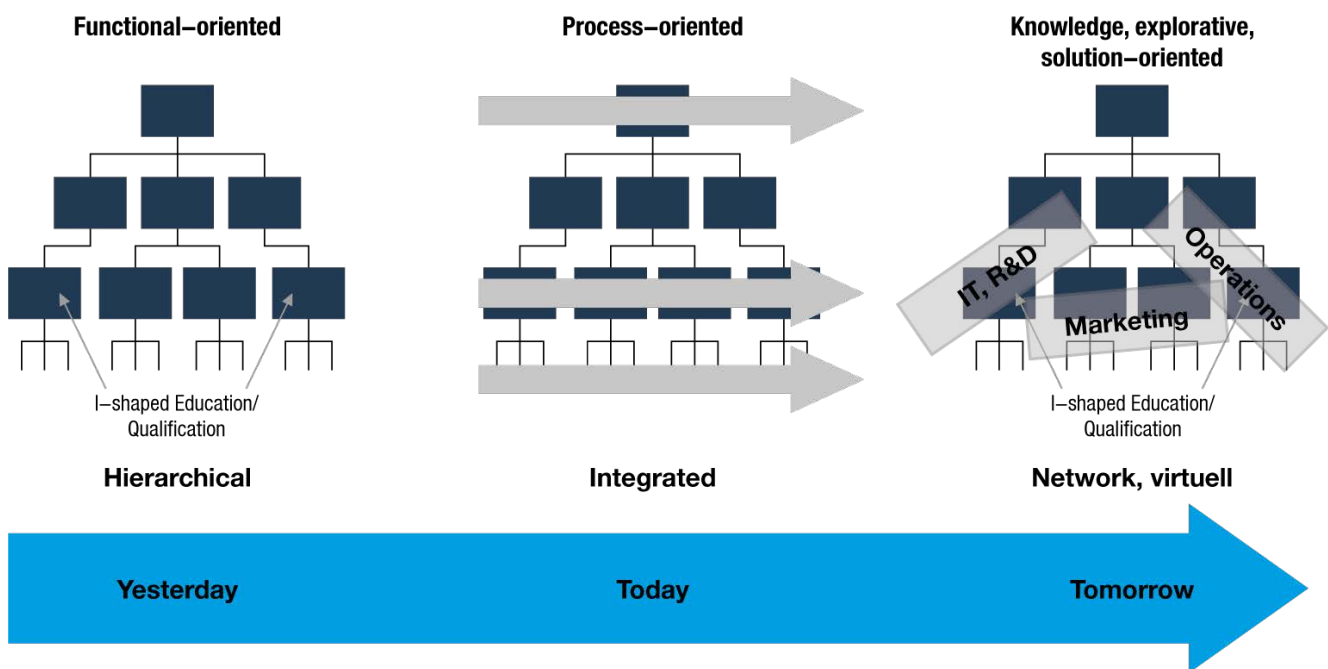 Functional–oriented
Process–oriented
Knowledge, explorative,
solution–oriented
IT, R&D
Marketing
Operations
I–shaped Education/
Qualification
I–shaped Education/
Qualification
Hierarchical
Integrated
Network, virtuell
Yesterday
Today
Tomorrow